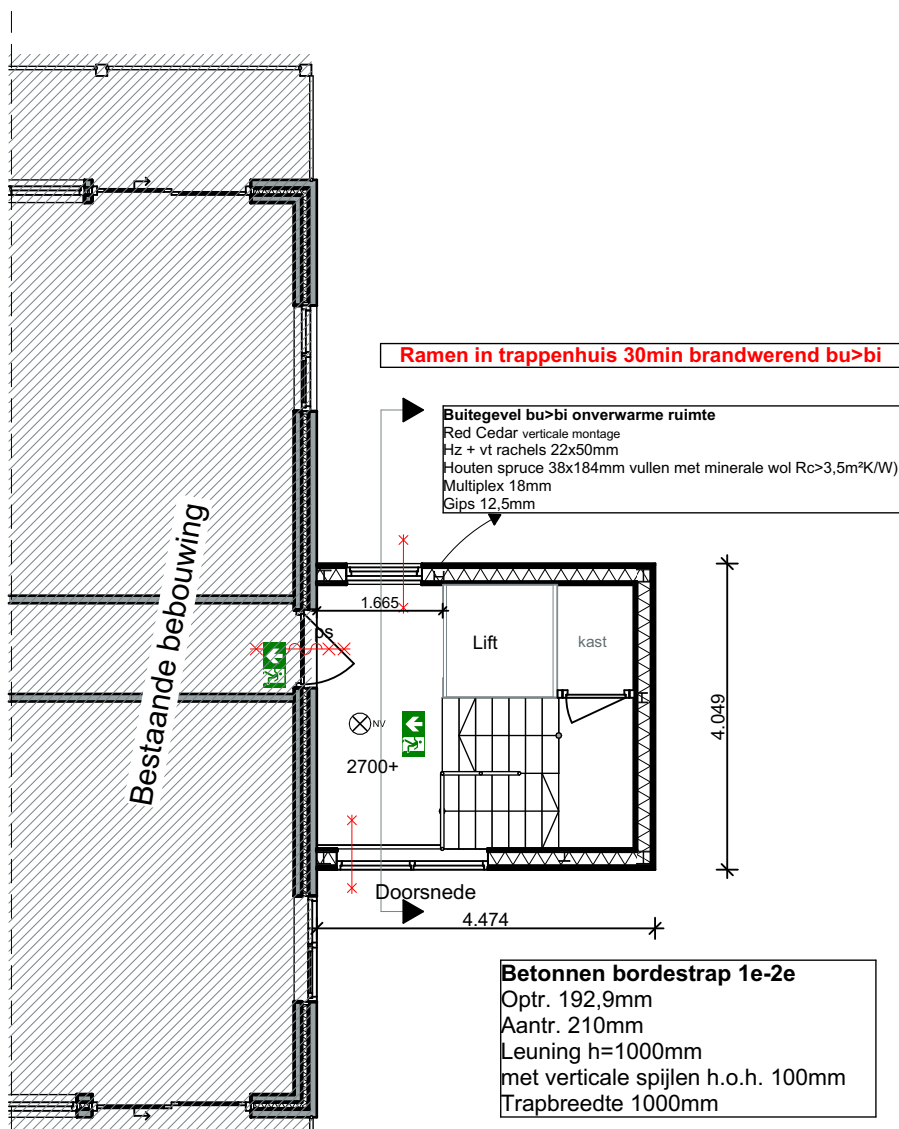 Ramen in trappenhuis 30min brandwerend bu>bi
Buitegevel bu>bi onverwarme ruimte
Red Cedar verticale montage
Hz + vt rachels 22x50mm
Houten spruce 38x184mm vullen met minerale wol Rc>3,5m²K/W)
Multiplex 18mm
Gips 12,5mm
Bestaande bebouwing
1.665
ps
Lift
kast
NV
2700+
4.049
Doorsnede
4.474
Betonnen bordestrap 1e-2e
Optr. 192,9mm
Aantr. 210mm
Leuning h=1000mm
met verticale spijlen h.o.h. 100mm
Trapbreedte 1000mm